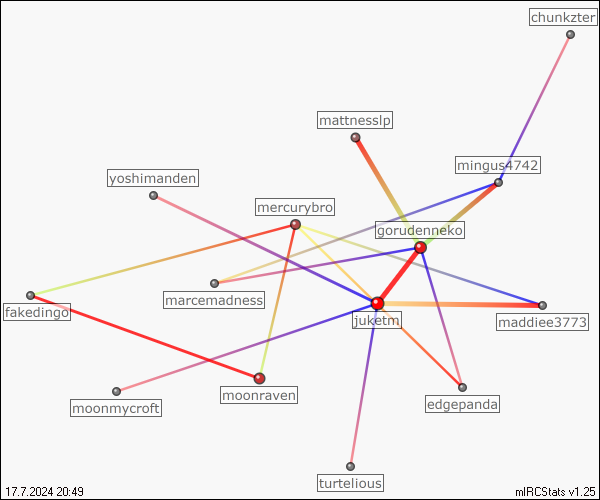 chunkzter
mattnesslp
mingus4742
yoshimanden
mercurybro
gorudenneko
marcemadness
fakedingo
juketm
maddiee3773
moonraven
edgepanda
moonmycroft
turtelious
17.7.2024 20:49
mIRCStats v1.25